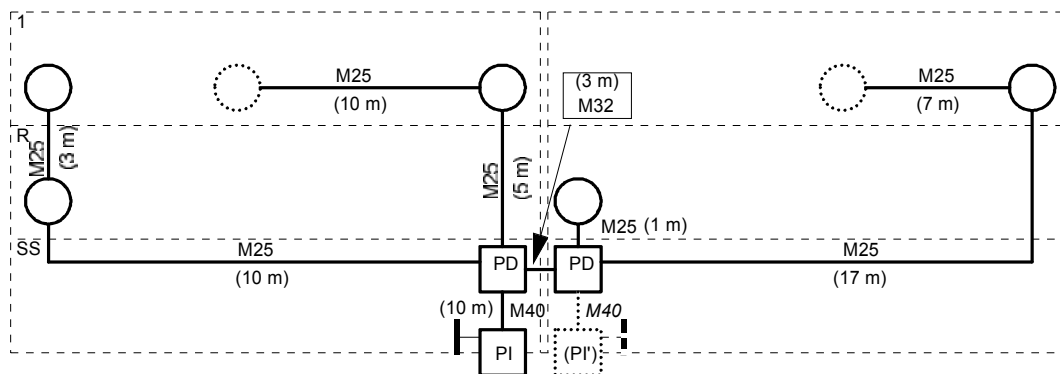 1
M25
(10 m)
(3 m)
M32
M25
(7 m)
R
M25
(3 m)
M25
(5 m)
M25 (1 m)
SS
M25
(10 m)
PD
PD
M25
(17 m)
(10 m)
M40
M40
PI
(PI')